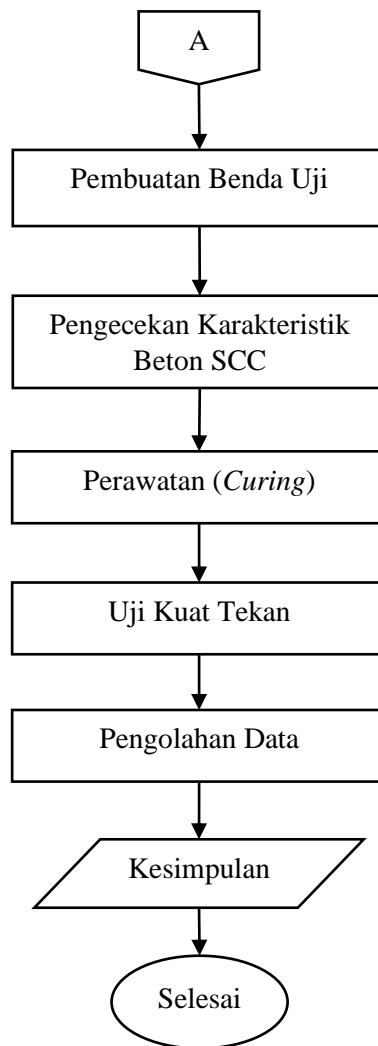 A
Pembuatan Benda Uji
Pengecekan Karakteristik
Beton SCC
Perawatan (Curing)
Uji Kuat Tekan
Pengolahan Data
Kesimpulan
Selesai